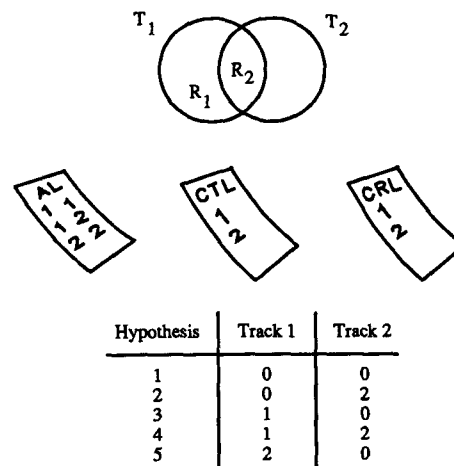 T1 T2
R1 R2
AL CTL CRL
1 1 1 1
1 2 2 2
2 2
Hypothesis Track 1 Track 2
1 0 0
2 0 2
3 1 0
4 1 2
5 2 0